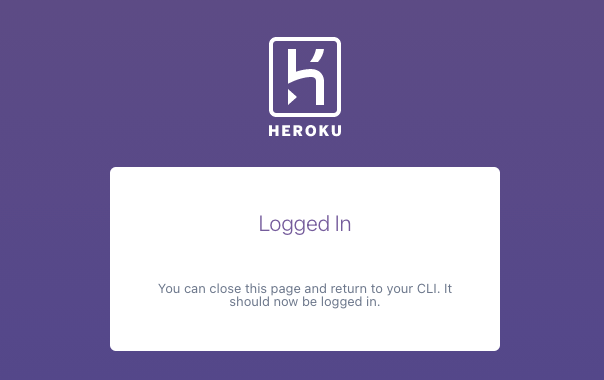 HEROKU
Logged In
You can close this page and return to your CLI. It
should now be logged in.